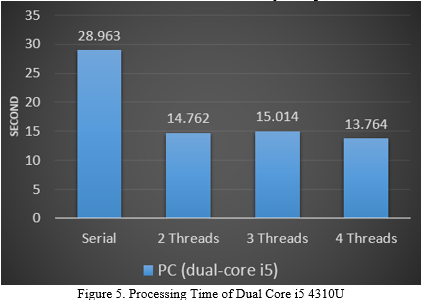 35
30
25
20
15
10
5
0
SECOND
28.963
14.762
15.014
13.764
Serial
2 Threads
3 Threads
4 Threads
PC (dual-core i5)
Figure 5. Processing Time of Dual Core i5 4310U